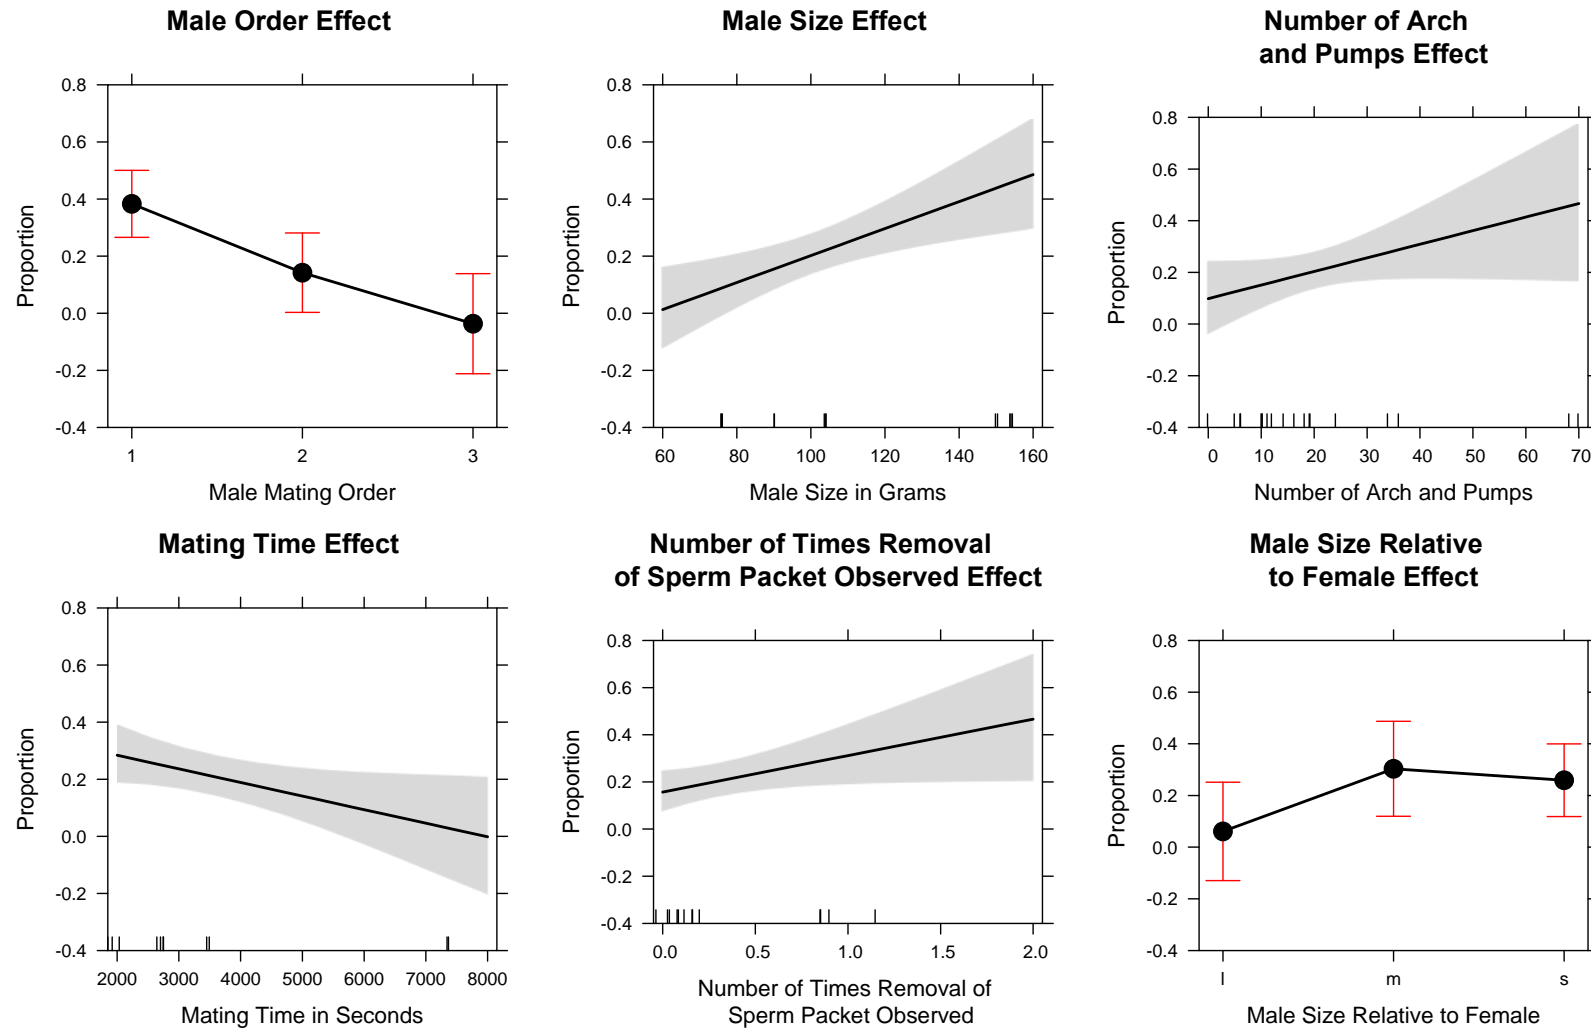 Male Order Effect
0.8
0.6
0.4
0.2
0.0
-0.2
-0.4
Proportion
1 2 3
Male Mating Order
Male Size Effect
0.8
0.6
0.4
0.2
0.0
-0.2
-0.4
Proportion
60 80 100 120 140 160
Male Size in Grams
Number of Arch
and Pumps Effect
0.8
0.6
0.4
0.2
0.0
-0.2
-0.4
Proportion
0 10 20 30 40 50 60 70
Number of Arch and Pumps
Mating Time Effect
0.8
0.6
0.4
0.2
0.0
-0.2
-0.4
Proportion
2000 3000 4000 5000 6000 7000 8000
Mating Time in Seconds
Number of Times Removal
of Sperm Packet Observed Effect
0.8
0.6
0.4
0.2
0.0
-0.2
-0.4
Proportion
0.0 0.5 1.0 1.5 2.0
Number of Times Removal of
Sperm Packet Observed
Male Size Relative
to Female Effect
0.8
0.6
0.4
0.2
0.0
-0.2
-0.4
Proportion
l m s
Male Size Relative to Female